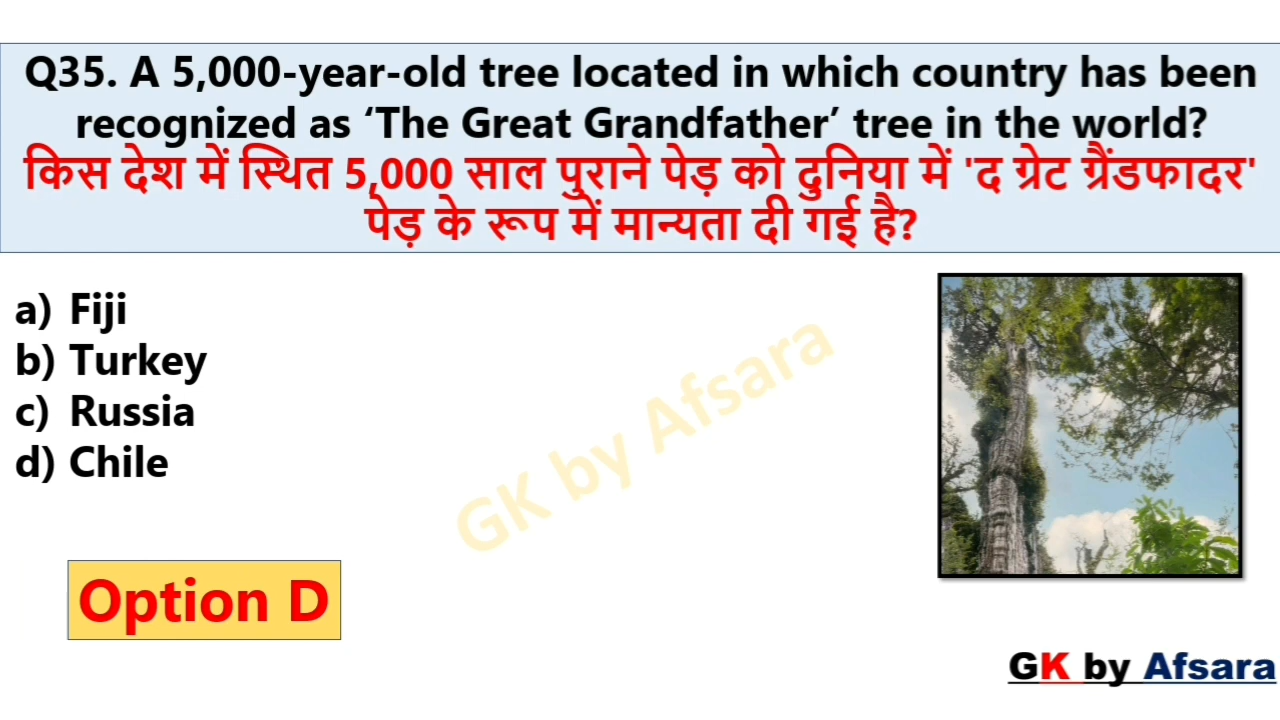 Q35. A 5,000-year-old tree located in which country has been
recognized as ‘The Great Grandfather’ tree in the world?
किस देश में स्थित 5,000 साल पुराने पेड़ को दुनिया में 'द ग्रेट ग्रैंडफादर'
पेड़ के रूप में मान्यता दी गई है?
a) Fiji
b) Turkey
c) Russia
d) Chile
GK by Afsara
Option D
GK by Afsara